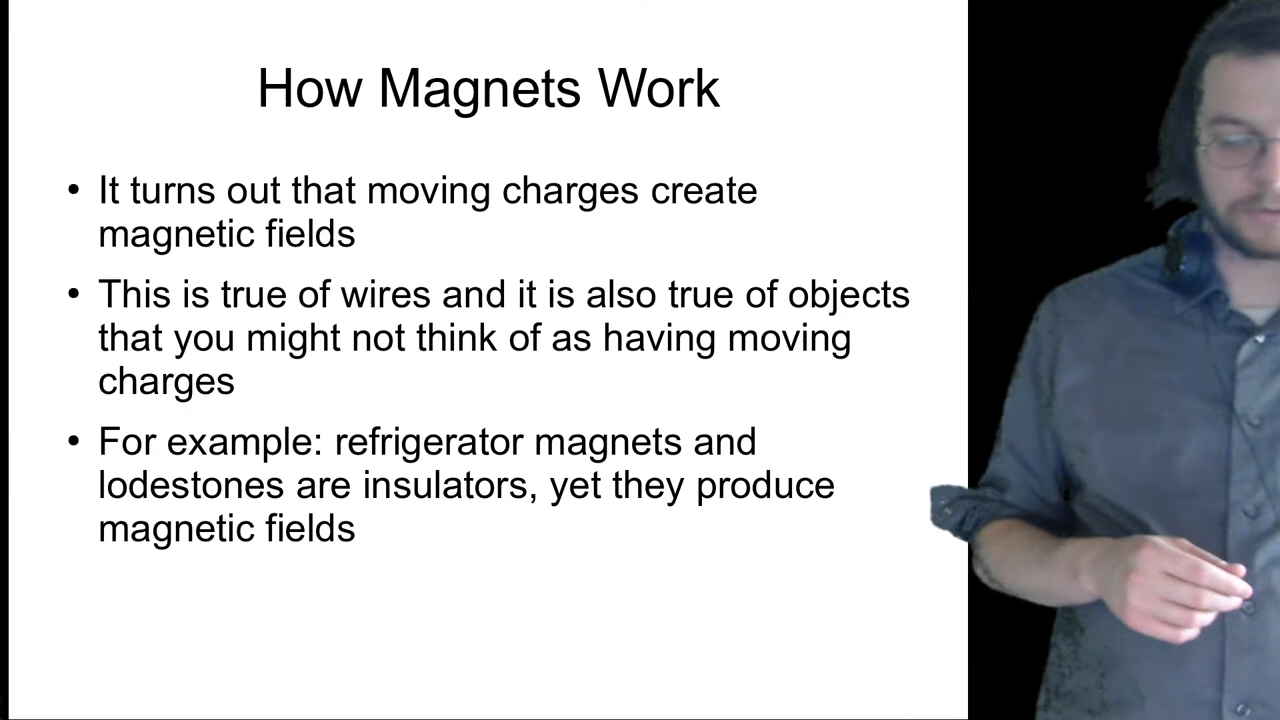 How Magnets Work
• It turns out that moving charges create
magnetic fields
• This is true of wires and it is also true of objects
that you might not think of as having moving
charges
• For example: refrigerator magnets and
lodestones are insulators, yet they produce
magnetic fields